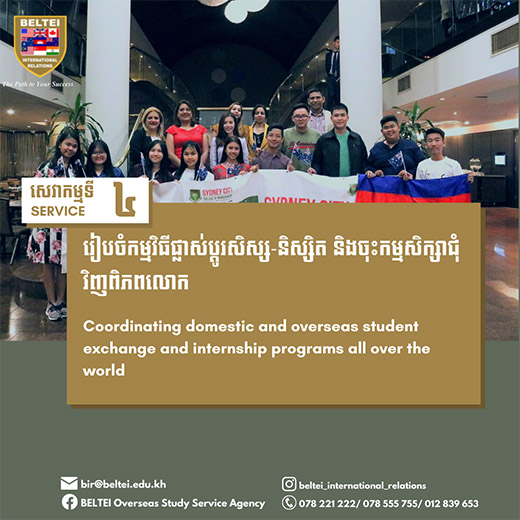 BELTEI
INTERNATIONAL
RELATIONS
The Path to Your Success
SYDNEY CITY
សេវាកម្មទី
SERVICE
៤
រៀបចំកម្មវិធីផ្លាស់ប្តូរសិស្ស-និស្សិត និងចុះកម្មសិក្សាជុំ
វិញពិភពលោក
Coordinating domestic and overseas student
exchange and internship programs all over the
world
bir@beltei.edu.kh
beltei_international_relations
BELTEI Overseas Study Service Agency
078 221 222/ 078 555 755/ 012 839 653